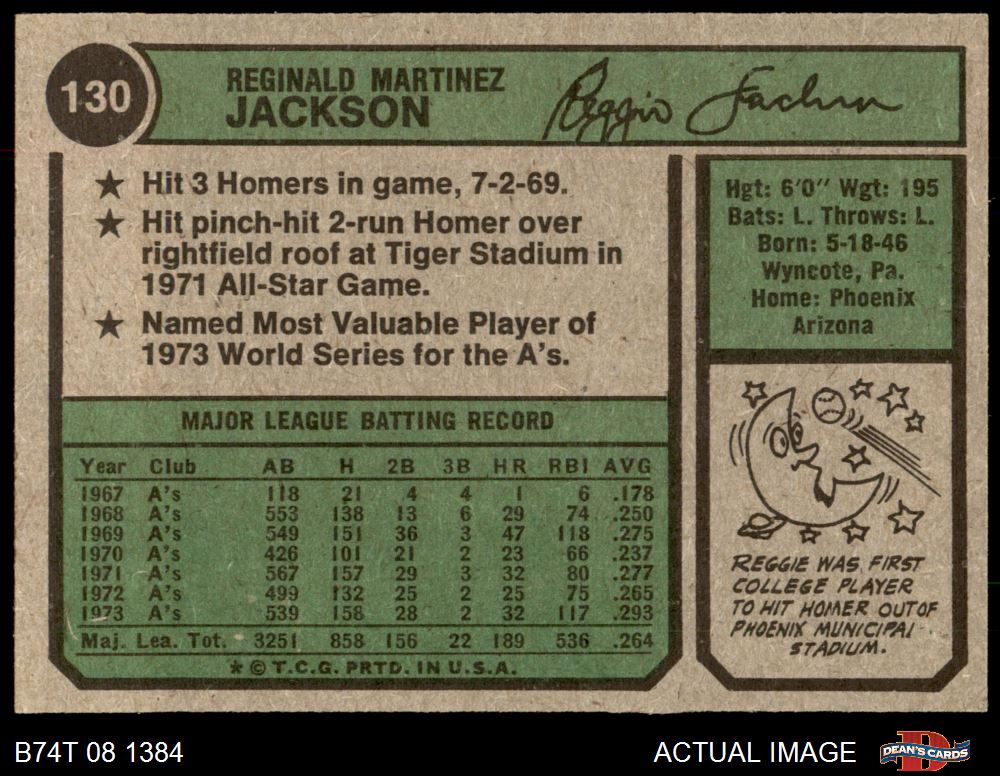 130
REGINALD MARTINEZ
JACKSON
Reggie Jackson
★ Hit 3 Homers in game, 7-2-69.
★ Hit pinch-hit 2-run Homer over
rightfield roof at Tiger Stadium in
1971 All-Star Game.
★ Named Most Valuable Player of
1973 World Series for the A's.
Hgt: 6'0" Wgt: 195
Bats: L. Throws: L.
Born: 5-18-46
Wyncote, Pa.
Home: Phoenix
Arizona
MAJOR LEAGUE BATTING RECORD
Year Club AB H 2B 3B HR RBI AVG
1967 A's 118 21 4 4 1 6 .178
1968 A's 553 138 13 6 29 74 .250
1969 A's 549 151 36 3 47 118 .275
1970 A's 426 101 21 2 23 66 .237
1971 A's 567 157 29 3 32 80 .277
1972 A's 499 132 25 2 25 75 .265
1973 A's 539 158 28 2 32 117 .293
Maj. Lea. Tot. 3251 858 156 22 189 536 .264
* © T.C.G. PRTD. IN U.S.A.
REGGIE WAS FIRST
COLLEGE PLAYER
TO HIT HOMER OUT OF
PHOENIX MUNICIPAL
STADIUM.
B74T 08 1384
ACTUAL IMAGE
DEAN'S CARDS